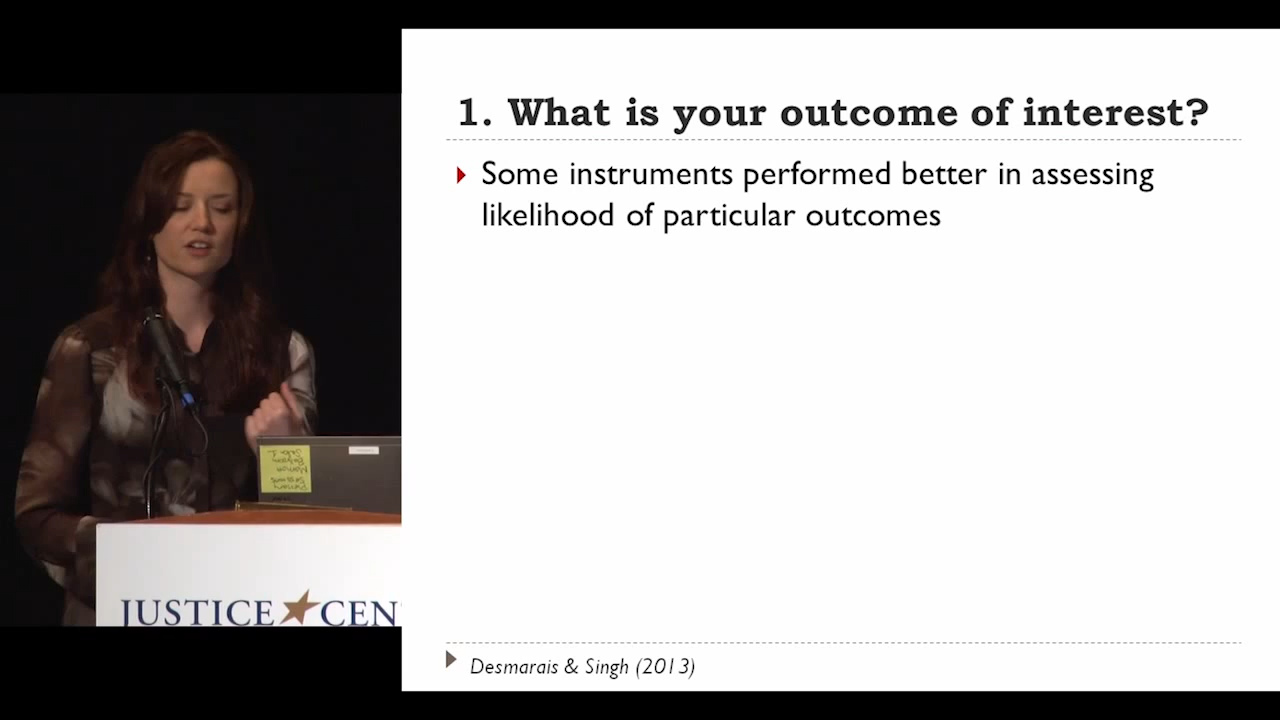 1. What is your outcome of interest?
Some instruments performed better in assessing
likelihood of particular outcomes
Desmarais & Singh (2013)
JUSTICE CEN